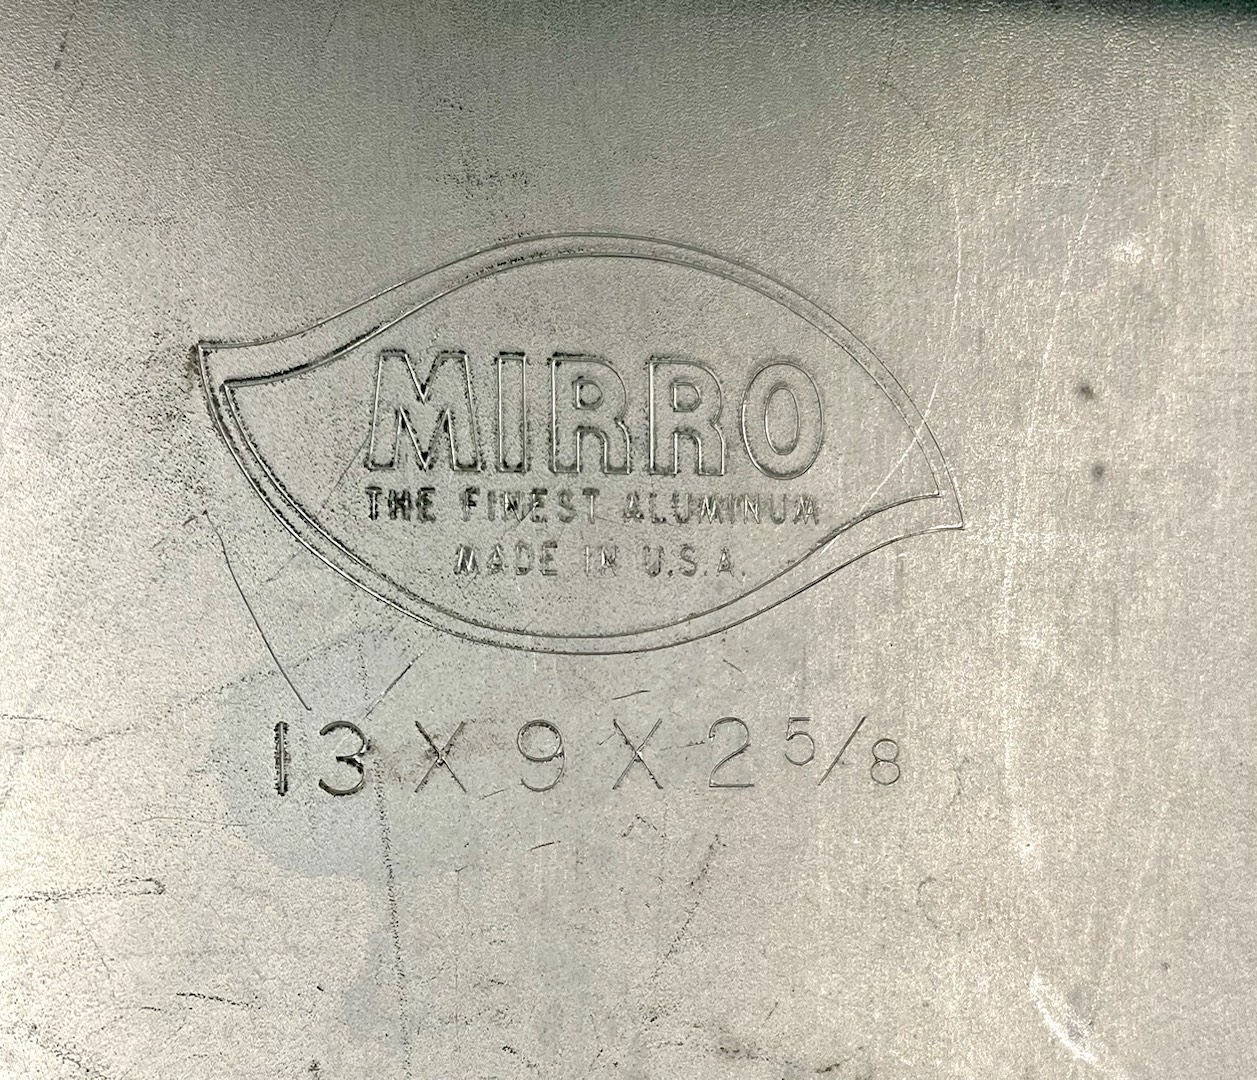 MIRRO
THE FINEST ALUMINUM
MADE IN U.S.A.
13 X 9 X 2 5/8